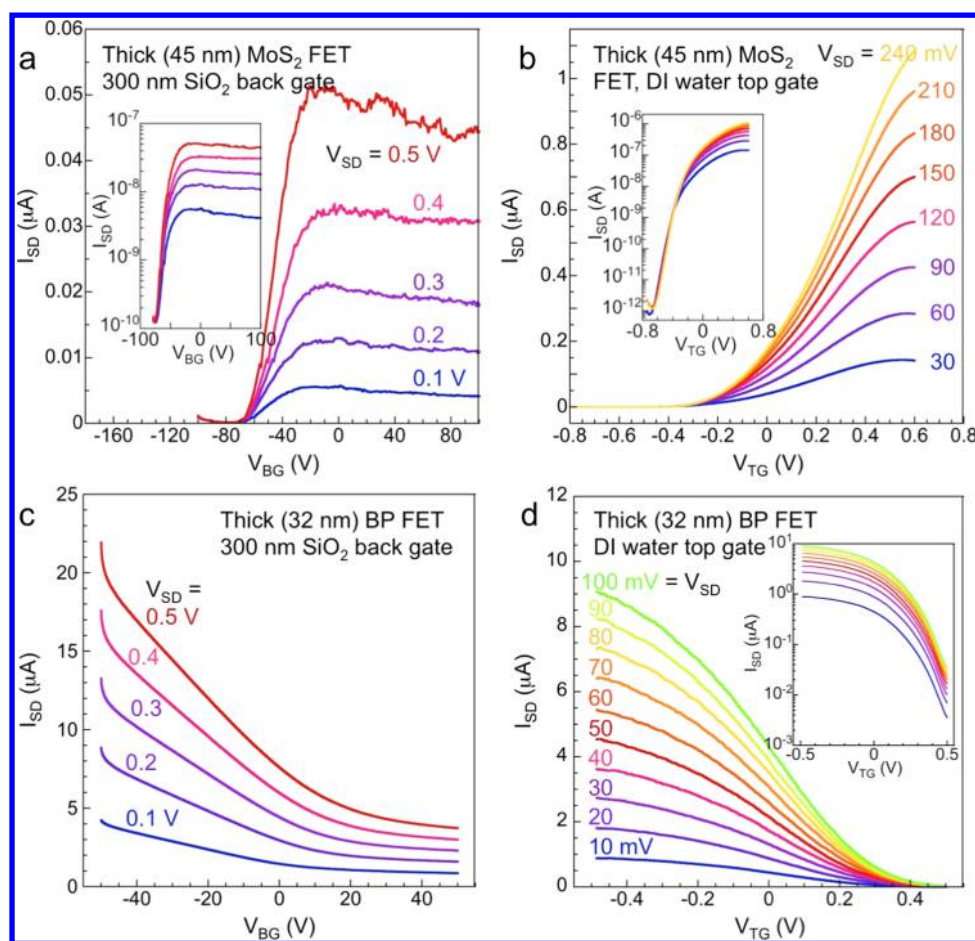 a
Thick (45 nm) MoS2 FET
300 nm SiO2 back gate
0.06
0.05
0.04
0.03
0.02
0.01
0
ISD (µA)
-160 -120 -80 -40 0 40 80
VBG (V)
VSD = 0.5 V
0.4
0.3
0.2
0.1 V
10-7
10-8
10-9
10-10
ISD (A)
-100 0 100
VBG (V)
b
Thick (45 nm) MoS2
FET, DI water top gate
VSD = 240 mV
210
180
150
120
90
60
30
1
0.8
0.6
0.4
0.2
0
ISD (µA)
-0.8 -0.4 0 0.2 0.4 0.6 0.8
VTG (V)
10-6
10-7
10-8
10-9
10-10
10-11
10-12
ISD (A)
-0.8 0 0.8
VTG (V)
c
Thick (32 nm) BP FET
300 nm SiO2 back gate
25
20
15
10
5
0
ISD (µA)
-40 -20 0 20 40
VBG (V)
VSD =
0.5 V
0.4
0.3
0.2
0.1 V
d
Thick (32 nm) BP FET
DI water top gate
12
10
8
6
4
2
0
ISD (µA)
-0.4 -0.2 0 0.2 0.4
VTG (V)
100 mV = VSD
90
80
70
60
50
40
30
20
10 mV
101
100
10-1
10-2
10-3
ISD (µA)
-0.5 0 0.5
VTG (V)